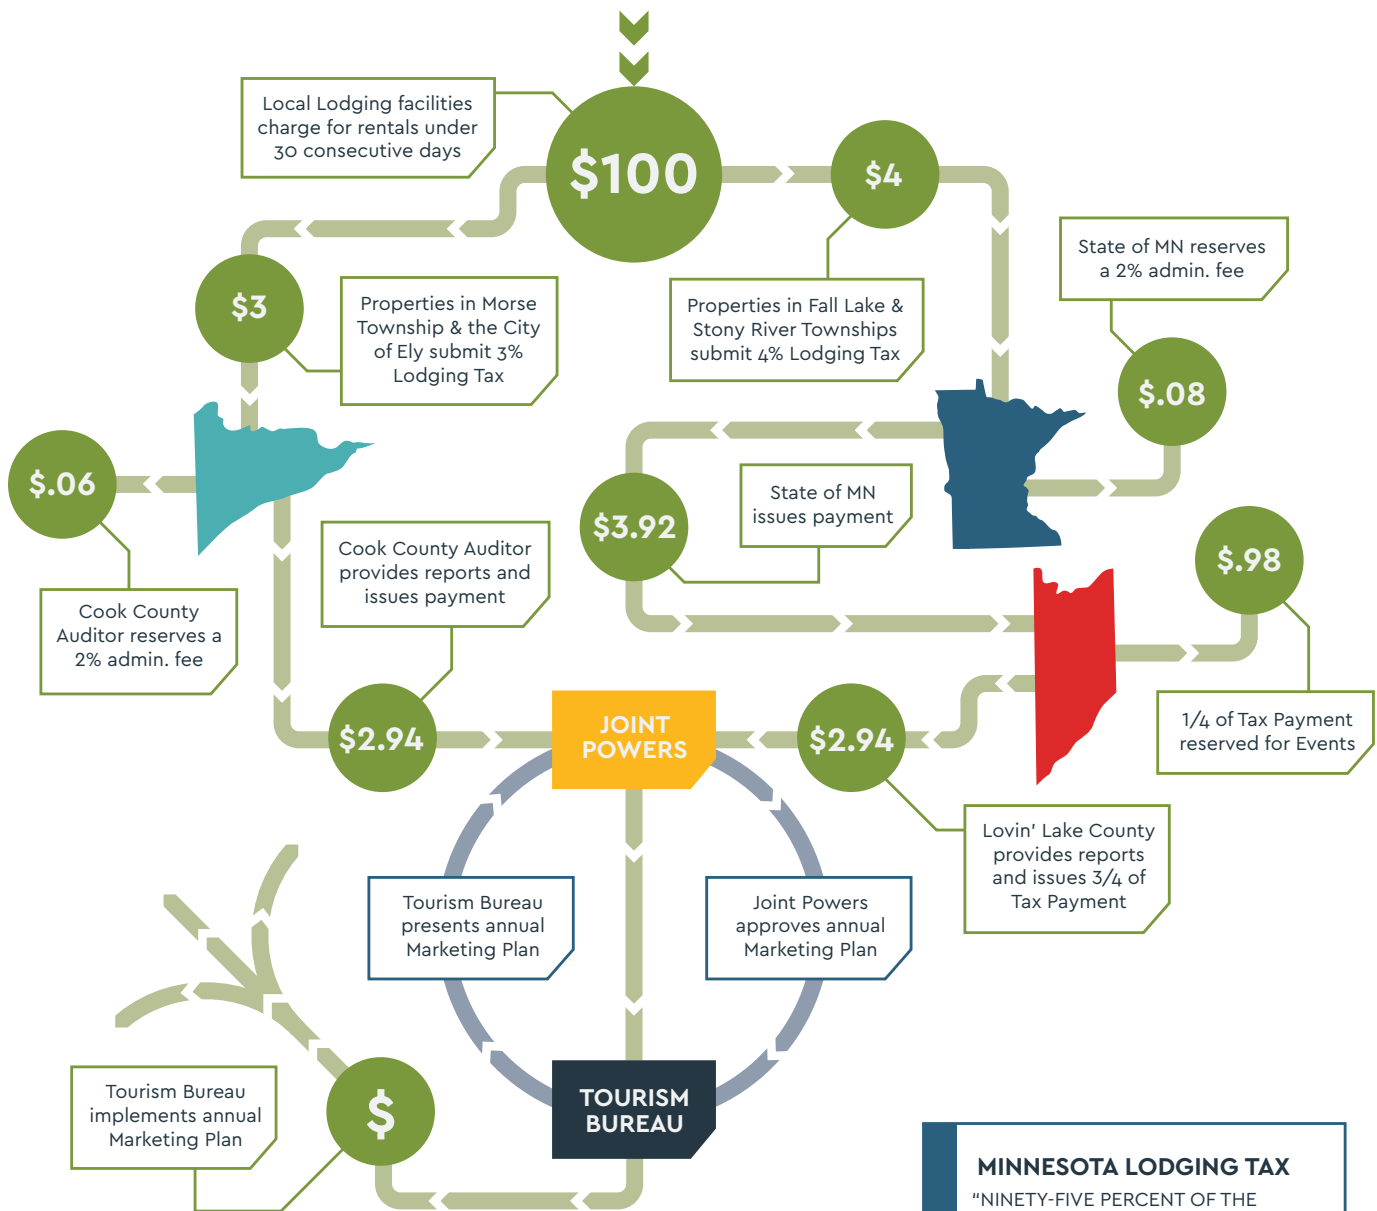 Local Lodging facilities
charge for rentals under
30 consecutive days
$100
$4
State of MN reserves
a 2% admin. fee
$3
Properties in Morse
Township & the City
of Ely submit 3%
Lodging Tax
Properties in Fall Lake &
Stony River Townships
submit 4% Lodging Tax
$.08
$.06
State of MN
issues payment
$3.92
Cook County Auditor
provides reports and
issues payment
$.98
Cook County
Auditor reserves a
2% admin. fee
$2.94
JOINT
POWERS
$2.94
1/4 of Tax Payment
reserved for Events
Lovin' Lake County
provides reports
and issues 3/4 of
Tax Payment
Tourism Bureau
presents annual
Marketing Plan
Joint Powers
approves annual
Marketing Plan
Tourism Bureau
implements annual
Marketing Plan
$
TOURISM
BUREAU
MINNESOTA LODGING TAX
“NINETY-FIVE PERCENT OF THE